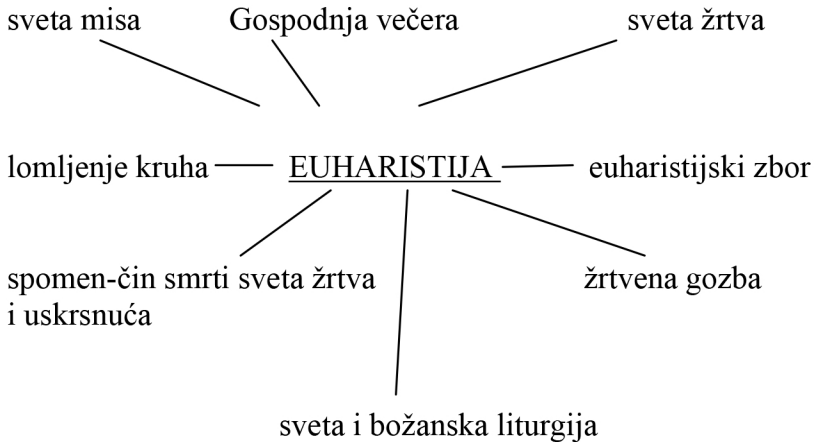 sveta misa Gospodnja večera sveta žrtva
lomljenje kruha EUHARISTIJA euharistijski zbor
spomen-čin smrti sveta žrtva žrtvena gozba
i uskrsnuća
sveta i božanska liturgija